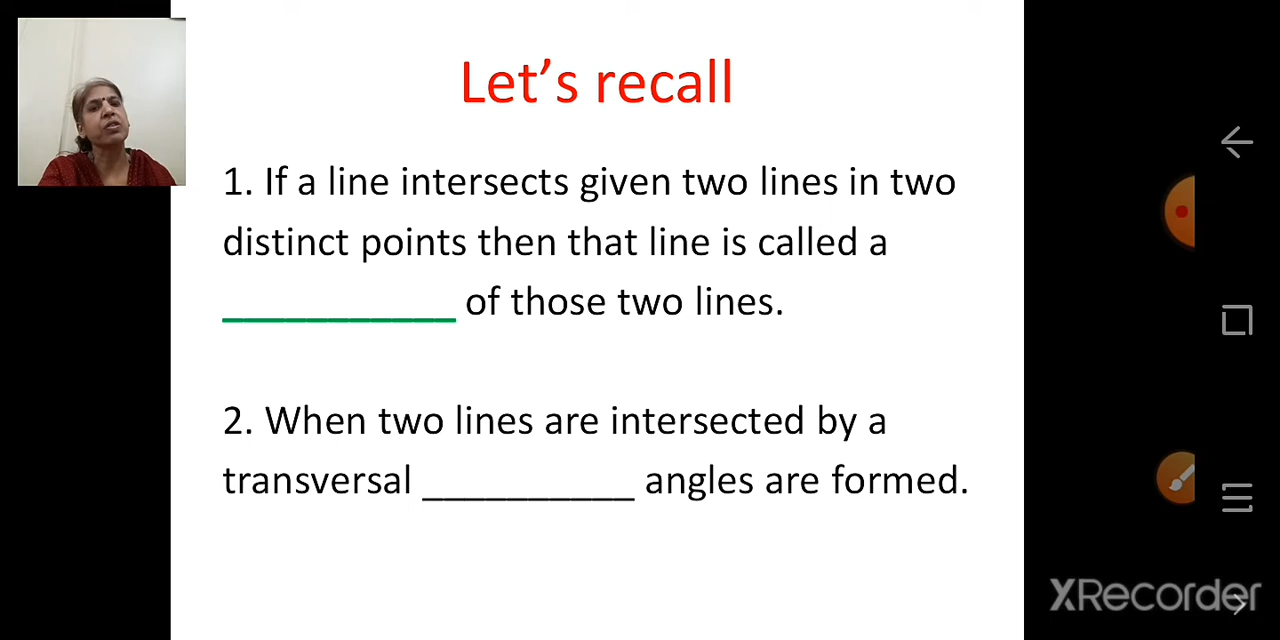 Let's recall
1. If a line intersects given two lines in two
distinct points then that line is called a
___________ of those two lines.
2. When two lines are intersected by a
transversal __________ angles are formed.
XRecorder